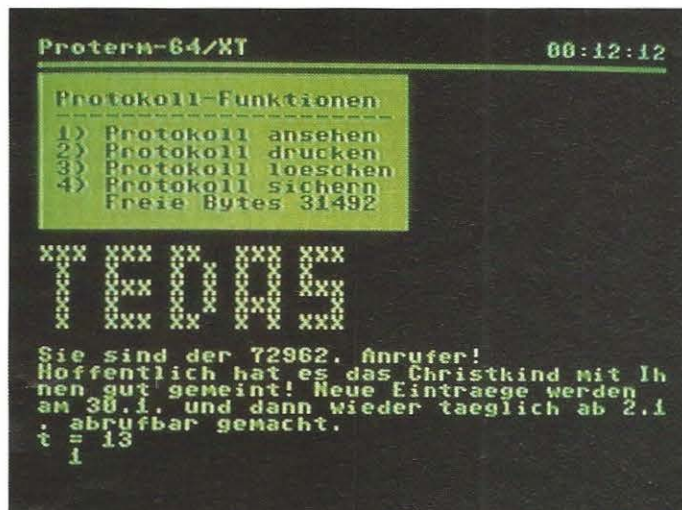 Proterm-64/XT 00:12:12
Protokoll-Funktionen
--------------------
1) Protokoll ansehen
2) Protokoll drucken
3) Protokoll loeschen
4) Protokoll sichern
Freie Bytes 31492
TEDAS
Sie sind der 72962. Anrufer!
Hoffentlich hat es das Christkind mit Ih
nen gut gemeint! Neue Eintraege werden
am 30.1. und dann wieder taeglich ab 2.1
. abrufbar gemacht.
t = 13
i